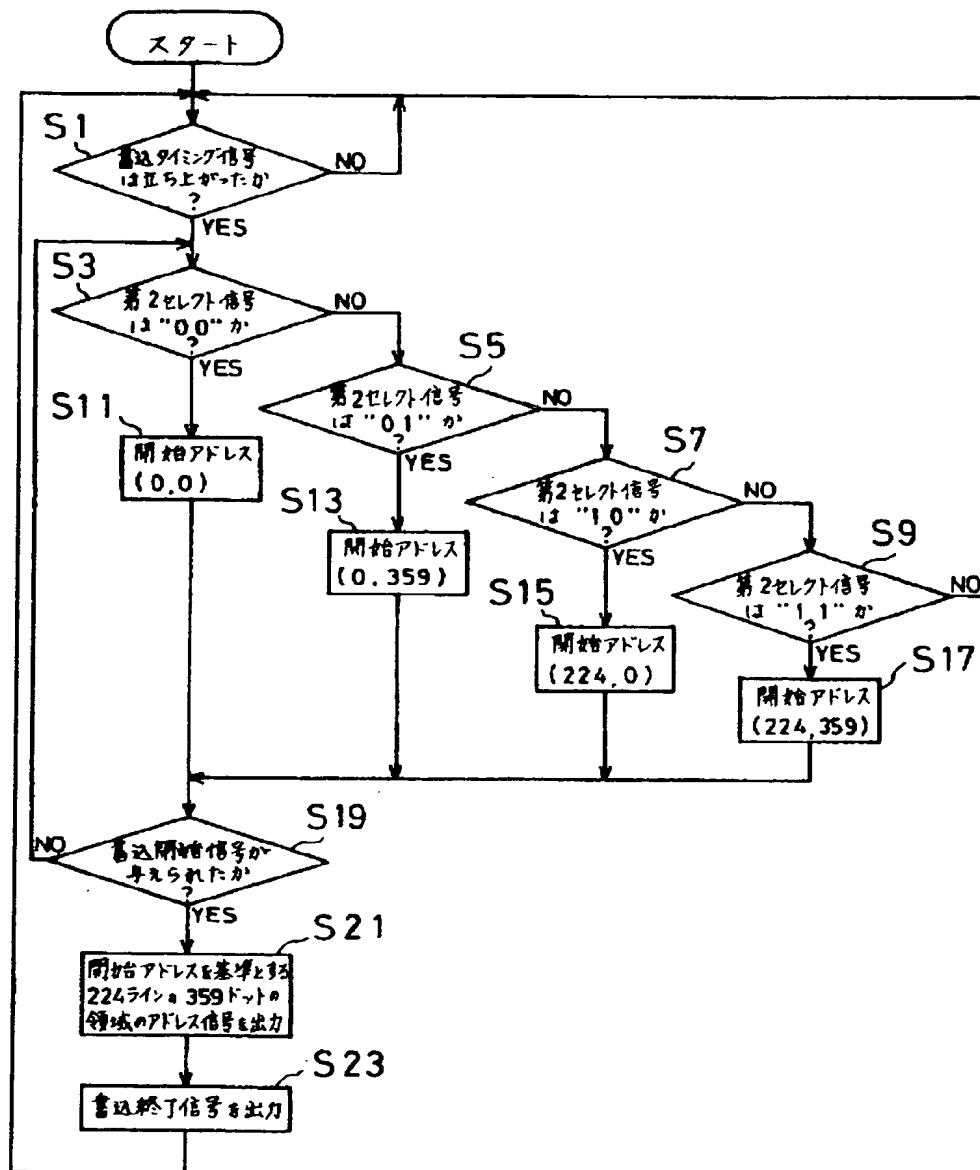 スタート
S1
書込タイミング信号
は立ち上がったか
?
NO
YES
S3
第2セレクト信号
は"0 0"か
?
NO
YES
S5
第2セレクト信号
は"0 1"か
?
NO
YES
S11
開始アドレス
(0,0)
S7
第2セレクト信号
は"1 0"か
?
NO
YES
S13
開始アドレス
(0.359)
S9
第2セレクト信号
は"1 1"か
?
NO
YES
S15
開始アドレス
(224,0)
S17
開始アドレス
(224,359)
S19
書込開始信号が
与えられたか
?
NO
YES
S21
開始アドレスを基準とする
224ライン,359ドットの
領域のアドレス信号を出力
S23
書込終了信号を出力